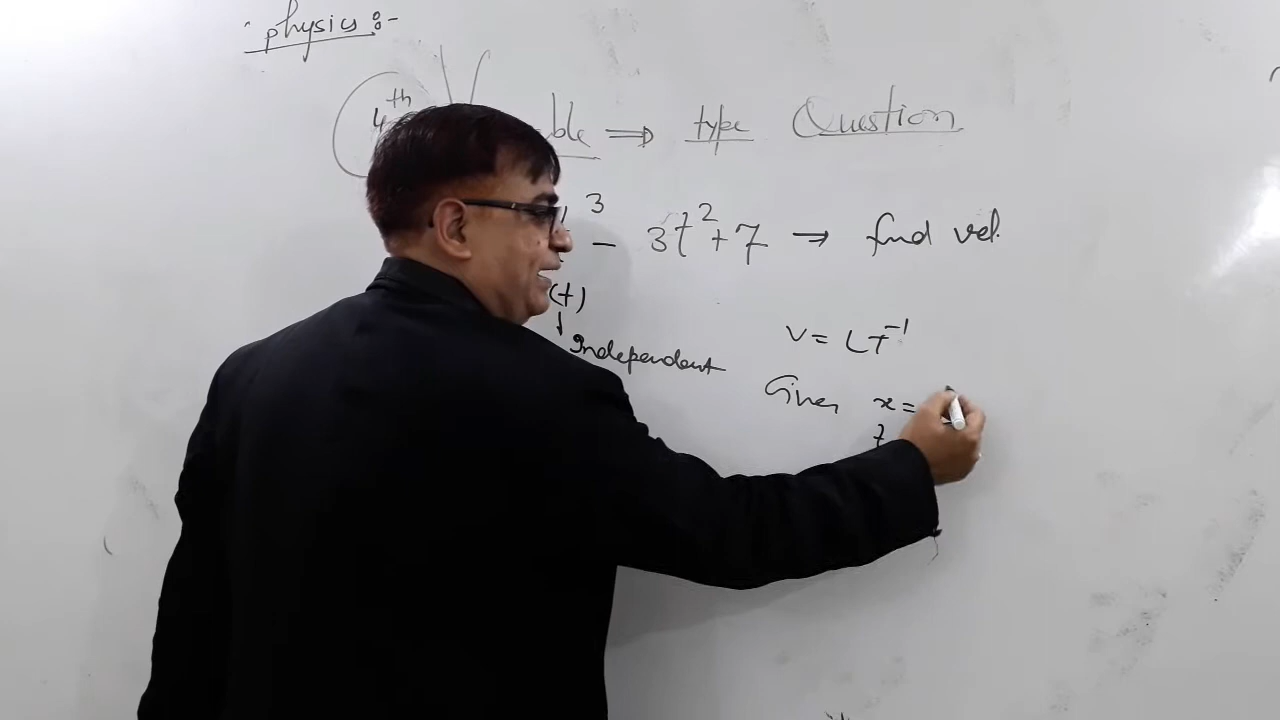 physics :-
4th V ble ⇒ type Question
3 - 3t²+7 → find vel.
(t)
↓
Independent
v = LT⁻¹
Given x =